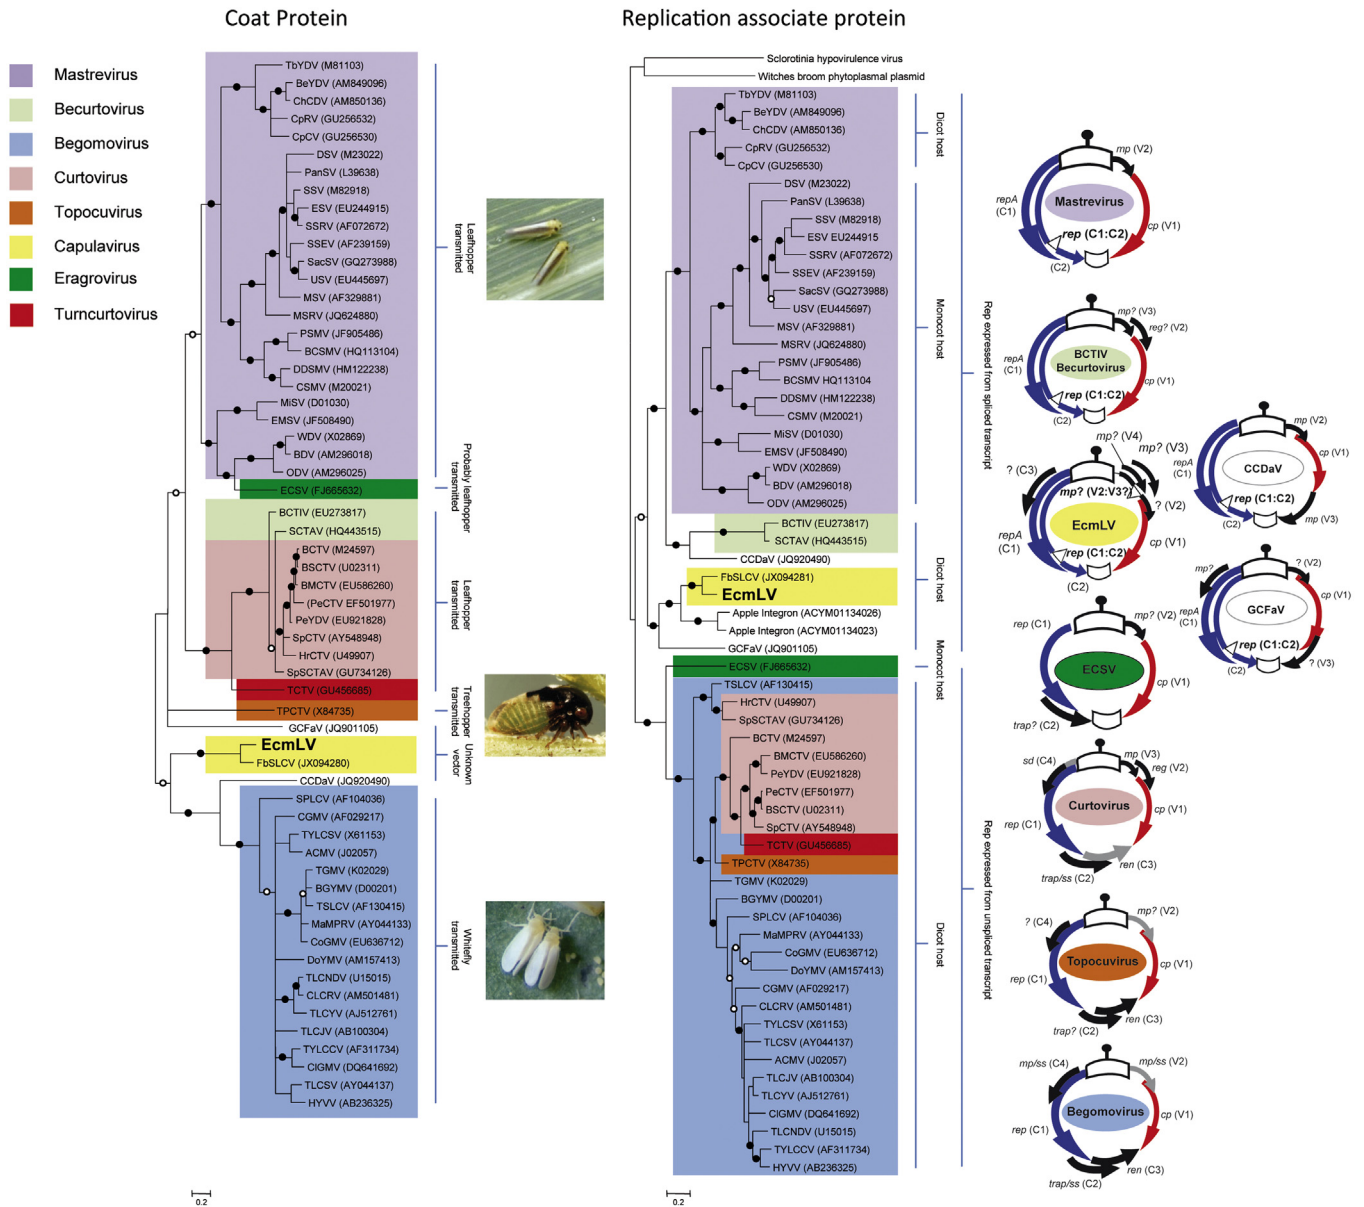 Coat Protein
Replication associate protein
Mastrevirus
Becurtovirus
Begomovirus
Curtovirus
Topocuvirus
Capulavirus
Eragrovirus
Turncurtovirus
TbYDV (M81103)
BeYDV (AM849096)
ChCDV (AM850136)
CpRV (GU256532)
CpCV (GU256530)
DSV (M23022)
PanSV (L39638)
SSV (M82918)
ESV (EU244915)
SSRV (AF072672)
SSEV (AF239159)
SacSV (GQ273988)
USV (EU445697)
MSV (AF329881)
MSRV (JQ624880)
PSMV (JF905486)
BCSMV (HQ113104)
DDSMV (HM122238)
CSMV (M20021)
MiSV (D01030)
EMSV (JF508490)
WDV (X02869)
BDV (AM296018)
ODV (AM296025)
ECSV (FJ665632)
BCTIV (EU273817)
SCTAV (HQ443515)
BCTV (M24597)
BSCTV (U02311)
BMCTV (EU586260)
(PeCTV EF501977)
PeYDV (EU921828)
SpCTV (AY548948)
HrCTV (U49907)
SpSCTAV (GU734126)
TCTV (GU456685)
TPCTV (X84735)
GCFaV (JQ901105)
EcmLV
FbSLCV (JX094280)
CCDaV (JQ920490)
SPLCV (AF104036)
CGMV (AF029217)
TYLCSV (X61153)
ACMV (J02057)
TGMV (K02029)
BGYMV (D00201)
TSLCV (AF130415)
MaMPRV (AY044133)
CoGMV (EU636712)
DoYMV (AM157413)
TLCNDV (U15015)
CLCRV (AM501481)
TLCYV (AJ512761)
TLCJV (AB100304)
TYLCCV (AF311734)
ClGMV (DQ641692)
TLCSV (AY044137)
HYVV (AB236325)
0.2
Leafhopper
transmitted
Probably leafhopper
transmitted
Leafhopper
transmitted
Treehopper
transmitted
Unknown
vector
Whitefly
transmitted
Sclorotinia hypovirulence virus
Witches broom phytoplasmal plasmid
TbYDV (M81103)
BeYDV (AM849096)
ChCDV (AM850136)
CpRV (GU256532)
CpCV (GU256530)
DSV (M23022)
PanSV (L39638)
SSV (M82918)
ESV EU244915
SSRV (AF072672)
SSEV (AF239159)
SacSV (GQ273988)
USV (EU445697)
MSV (AF329881)
MSRV (JQ624880)
PSMV (JF905486)
BCSMV HQ113104
DDSMV (HM122238)
CSMV (M20021)
MiSV (D01030)
EMSV (JF508490)
WDV (X02869)
BDV (AM296018)
ODV (AM296025)
BCTIV (EU273817)
SCTAV (HQ443515)
CCDaV (JQ920490)
FbSLCV (JX094281)
EcmLV
Apple Integron (ACYM01134026)
Apple Integron (ACYM01134023)
GCFaV (JQ901105)
ECSV (FJ665632)
TSLCV (AF130415)
HrCTV (U49907)
SpSCTAV (GU734126)
BCTV (M24597)
BMCTV (EU586260)
PeYDV (EU921828)
PeCTV (EF501977)
BSCTV (U02311)
SpCTV (AY548948)
TCTV (GU456685)
TPCTV (X84735)
TGMV (K02029)
BGYMV (D00201)
SPLCV (AF104036)
MaMPRV (AY044133)
CoGMV (EU636712)
DoYMV (AM157413)
CGMV (AF029217)
CLCRV (AM501481)
TYLCSV (X61153)
TLCSV (AY044137)
ACMV (J02057)
TLCJV (AB100304)
TLCYV (AJ512761)
ClGMV (DQ641692)
TLCNDV (U15015)
TYLCCV (AF311734)
HYVV (AB236325)
0.2
Dicot host
Monocot host
Dicot host
Monocot host
Dicot host
Rep expressed from spliced transcript
Rep expressed from unspliced transcript
mp (V2)
repA
(C1)
Mastrevirus
cp (V1)
rep (C1:C2)
(C2)
mp? (V3)
reg? (V2)
repA
(C1)
BCTIV
Becurtovirus
cp (V1)
rep (C1:C2)
(C2)
mp? (V4)
mp? (V3)
? (C3)
mp? (V2:V3?)
? (V2)
EcmLV
repA
(C1)
cp (V1)
rep (C1:C2)
(C2)
mp (V2)
cp (V1)
repA
(C1)
CCDaV
rep (C1:C2)
(C2)
mp (V3)
mp?
? (V2)
cp (V1)
repA
(C1)
GCFaV
rep (C1:C2)
(C2)
? (V3)
rep (C1)
mp? (V2)
ECSV
cp (V1)
trap? (C2)
sd (C4)
mp (V3)
reg (V2)
Curtovirus
cp (V1)
rep (C1)
ren (C3)
trap/ss (C2)
mp? (V2)
? (C4)
Topocuvirus
cp (V1)
rep (C1)
ren (C3)
trap? (C2)
mp/ss (C4)
mp/ss (V2)
Begomovirus
cp (V1)
rep (C1)
ren (C3)
trap/ss (C2)